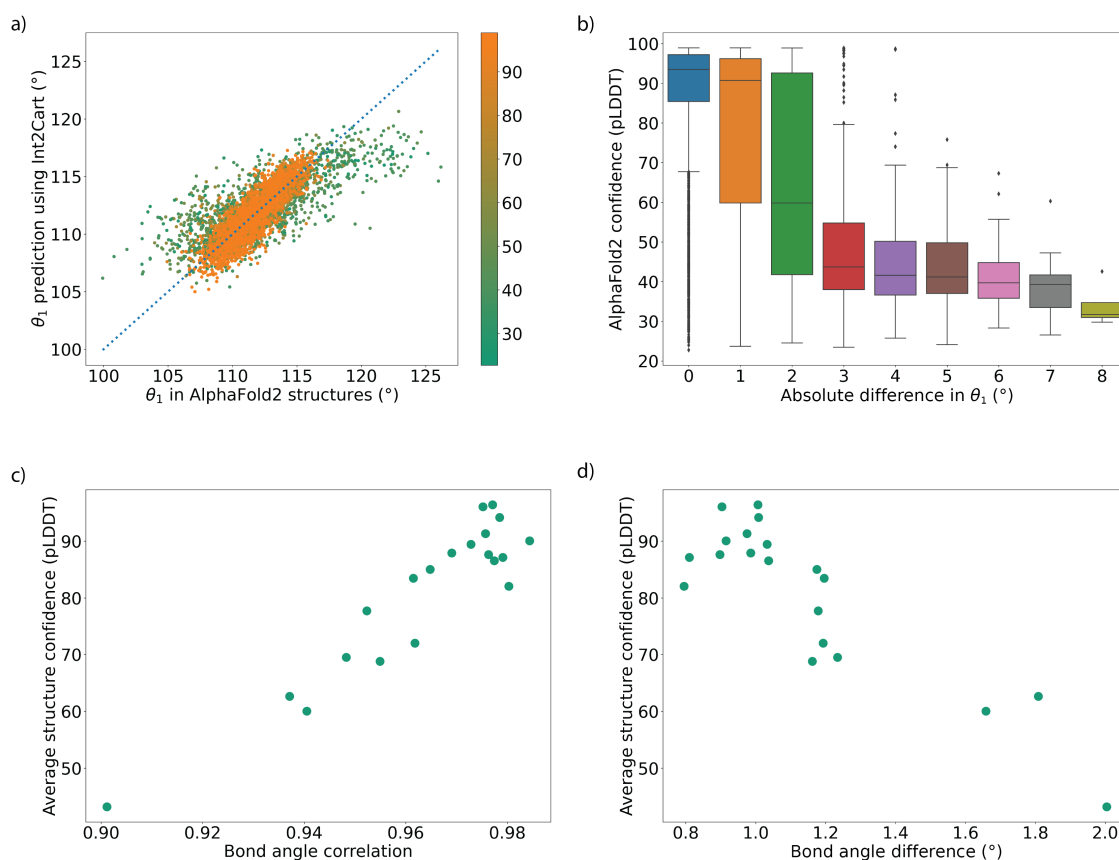 a)
125
120
115
110
105
100
θ₁ prediction using Int2Cart (°)
100 105 110 115 120 125
θ₁ in AlphaFold2 structures (°)
90
80
70
60
50
40
30
b)
100
90
80
70
60
50
40
30
20
AlphaFold2 confidence (pLDDT)
0 1 2 3 4 5 6 7 8
Absolute difference in θ₁ (°)
c)
90
80
70
60
50
Average structure confidence (pLDDT)
0.90 0.92 0.94 0.96 0.98
Bond angle correlation
d)
90
80
70
60
50
Average structure confidence (pLDDT)
0.8 1.0 1.2 1.4 1.6 1.8 2.0
Bond angle difference (°)